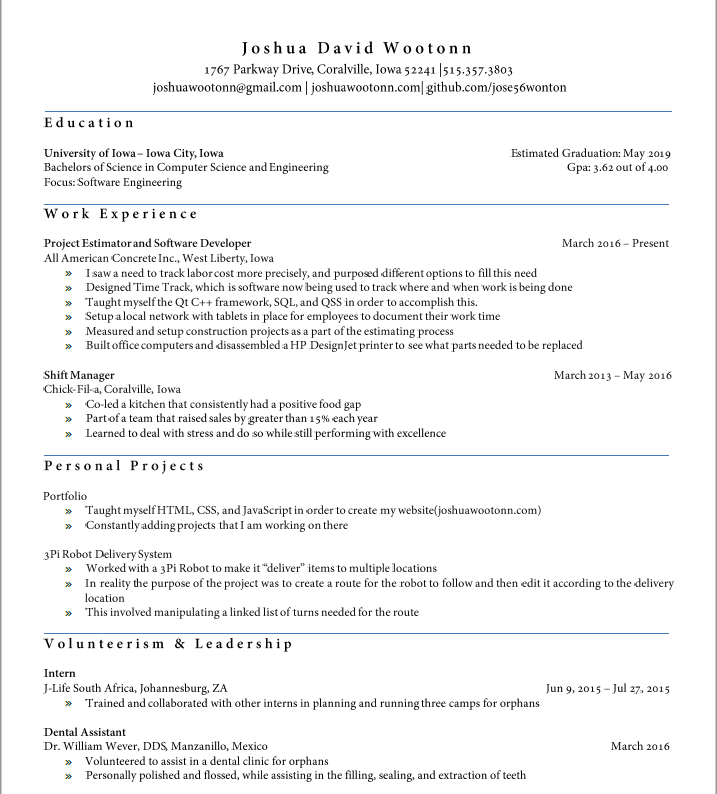 Joshua David Wootonn
1767 Parkway Drive, Coralville, Iowa 52241 |515.357.3803
joshuawootonn@gmail.com | joshuawootonn.com| github.com/jose56wonton
Education
University of Iowa – Iowa City, Iowa Estimated Graduation: May 2019
Bachelors of Science in Computer Science and Engineering Gpa: 3.62 out of 4.00
Focus: Software Engineering
Work Experience
Project Estimator and Software Developer March 2016 – Present
All American Concrete Inc., West Liberty, Iowa
» I saw a need to track labor cost more precisely, and purposed different options to fill this need
» Designed Time Track, which is software now being used to track where and when work is being done
» Taught myself the Qt C++ framework, SQL, and QSS in order to accomplish this.
» Setup a local network with tablets in place for employees to document their work time
» Measured and setup construction projects as a part of the estimating process
» Built office computers and disassembled a HP DesignJet printer to see what parts needed to be replaced
Shift Manager March 2013 – May 2016
Chick-Fil-a, Coralville, Iowa
» Co-led a kitchen that consistently had a positive food gap
» Part of a team that raised sales by greater than 15% each year
» Learned to deal with stress and do so while still performing with excellence
Personal Projects
Portfolio
» Taught myself HTML, CSS, and JavaScript in order to create my website(joshuawootonn.com)
» Constantly adding projects that I am working on there
3Pi Robot Delivery System
» Worked with a 3Pi Robot to make it “deliver” items to multiple locations
» In reality the purpose of the project was to create a route for the robot to follow and then edit it according to the delivery
location
» This involved manipulating a linked list of turns needed for the route
Volunteerism & Leadership
Intern
J-Life South Africa, Johannesburg, ZA Jun 9, 2015 – Jul 27, 2015
» Trained and collaborated with other interns in planning and running three camps for orphans
Dental Assistant
Dr. William Wever, DDS, Manzanillo, Mexico March 2016
» Volunteered to assist in a dental clinic for orphans
» Personally polished and flossed, while assisting in the filling, sealing, and extraction of teeth